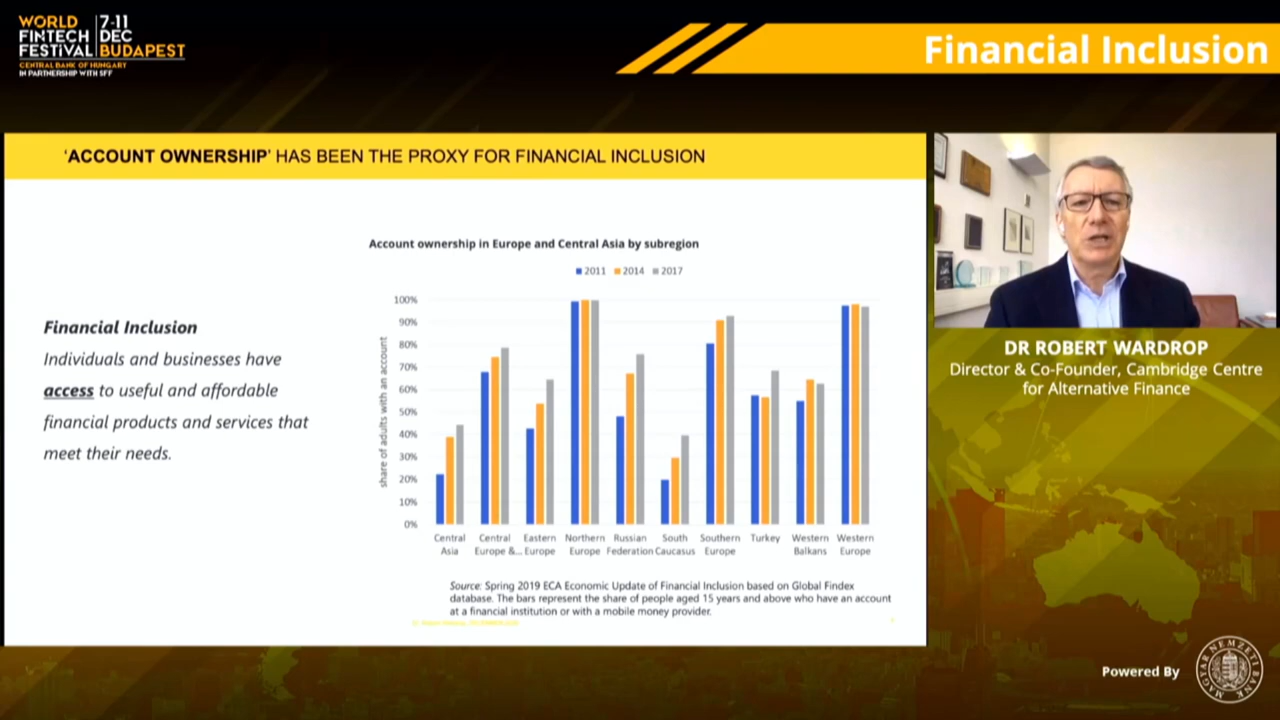 WORLD
FINTECH
FESTIVAL
7-11
DEC
BUDAPEST
CENTRAL BANK OF HUNGARY
IN PARTNERSHIP WITH SFF
Financial Inclusion
‘ACCOUNT OWNERSHIP’ HAS BEEN THE PROXY FOR FINANCIAL INCLUSION
Financial Inclusion
Individuals and businesses have
access to useful and affordable
financial products and services that
meet their needs.
Account ownership in Europe and Central Asia by subregion
2011 2014 2017
share of adults with an account
100%
90%
80%
70%
60%
50%
40%
30%
20%
10%
0%
Central Asia
Central Europe &...
Eastern Europe
Northern Europe
Russian Federation
South Caucasus
Southern Europe
Turkey
Western Balkans
Western Europe
Source: Spring 2019 ECA Economic Update of Financial Inclusion based on Global Findex
database. The bars represent the share of people aged 15 years and above who have an account
at a financial institution or with a mobile money provider.
DR ROBERT WARDROP
Director & Co-Founder, Cambridge Centre
for Alternative Finance
Powered By
MAGYAR NEMZETI BANK